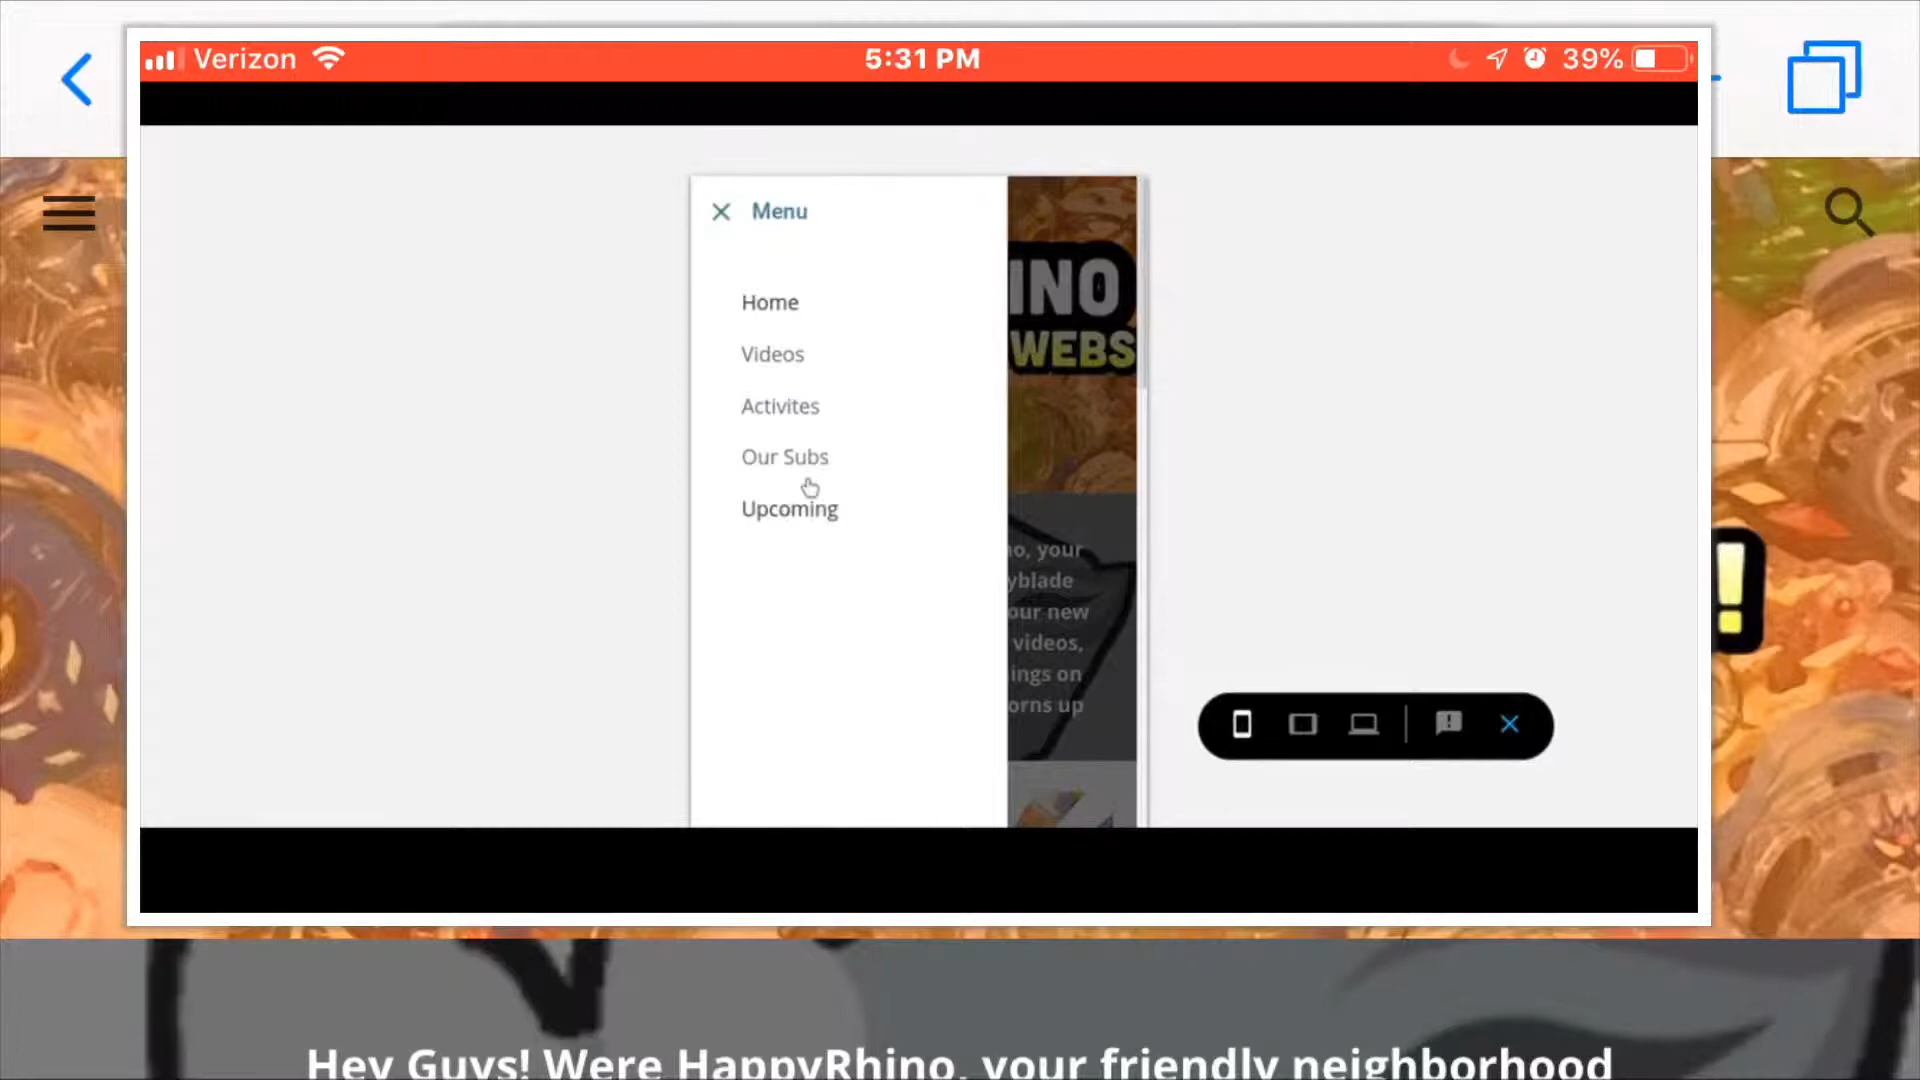 Verizon 5:31 PM 39%
Menu
Home
Videos
Activites
Our Subs
Upcoming
INO
WEBS
!
no, your
yblade
our new
videos,
ings on
orns up
Hey Guys! Were HappyRhino, your friendly neighborhood